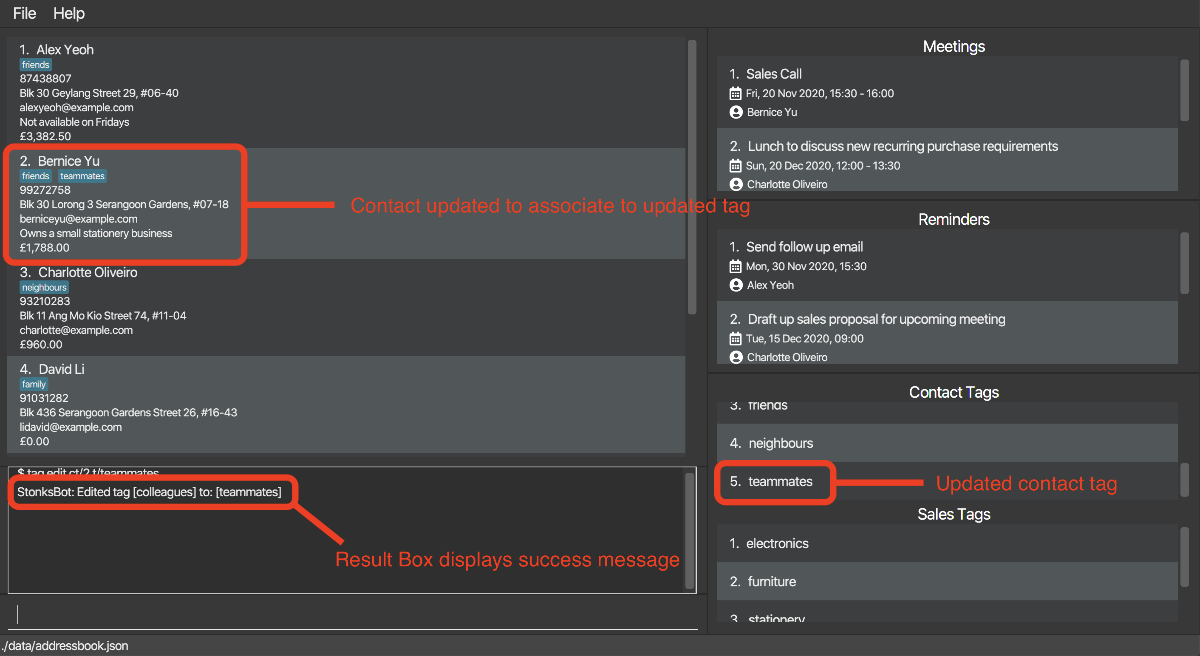 File Help
1. Alex Yeoh
friends
87438807
Blk 30 Geylang Street 29, #06-40
alexyeoh@example.com
Not available on Fridays
£3,382.50
2. Bernice Yu
friends teammates
99272758
Blk 30 Lorong 3 Serangoon Gardens, #07-18
berniceyu@example.com
Owns a small stationery business
£1,788.00
Contact updated to associate to updated tag
3. Charlotte Oliveiro
neighbours
93210283
Blk 11 Ang Mo Kio Street 74, #11-04
charlotte@example.com
£960.00
4. David Li
family
91031282
Blk 436 Serangoon Gardens Street 26, #16-43
lidavid@example.com
£0.00
$ tag edit ct/2 t/teammates
StonksBot: Edited tag [colleagues] to: [teammates]
Result Box displays success message
Meetings
1. Sales Call
Fri, 20 Nov 2020, 15:30 - 16:00
Bernice Yu
2. Lunch to discuss new recurring purchase requirements
Sun, 20 Dec 2020, 12:00 - 13:30
Charlotte Oliveiro
Reminders
1. Send follow up email
Mon, 30 Nov 2020, 15:30
Alex Yeoh
2. Draft up sales proposal for upcoming meeting
Tue, 15 Dec 2020, 09:00
Charlotte Oliveiro
Contact Tags
3. friends
4. neighbours
5. teammates
Updated contact tag
Sales Tags
1. electronics
2. furniture
3. stationery
./data/addressbook.json